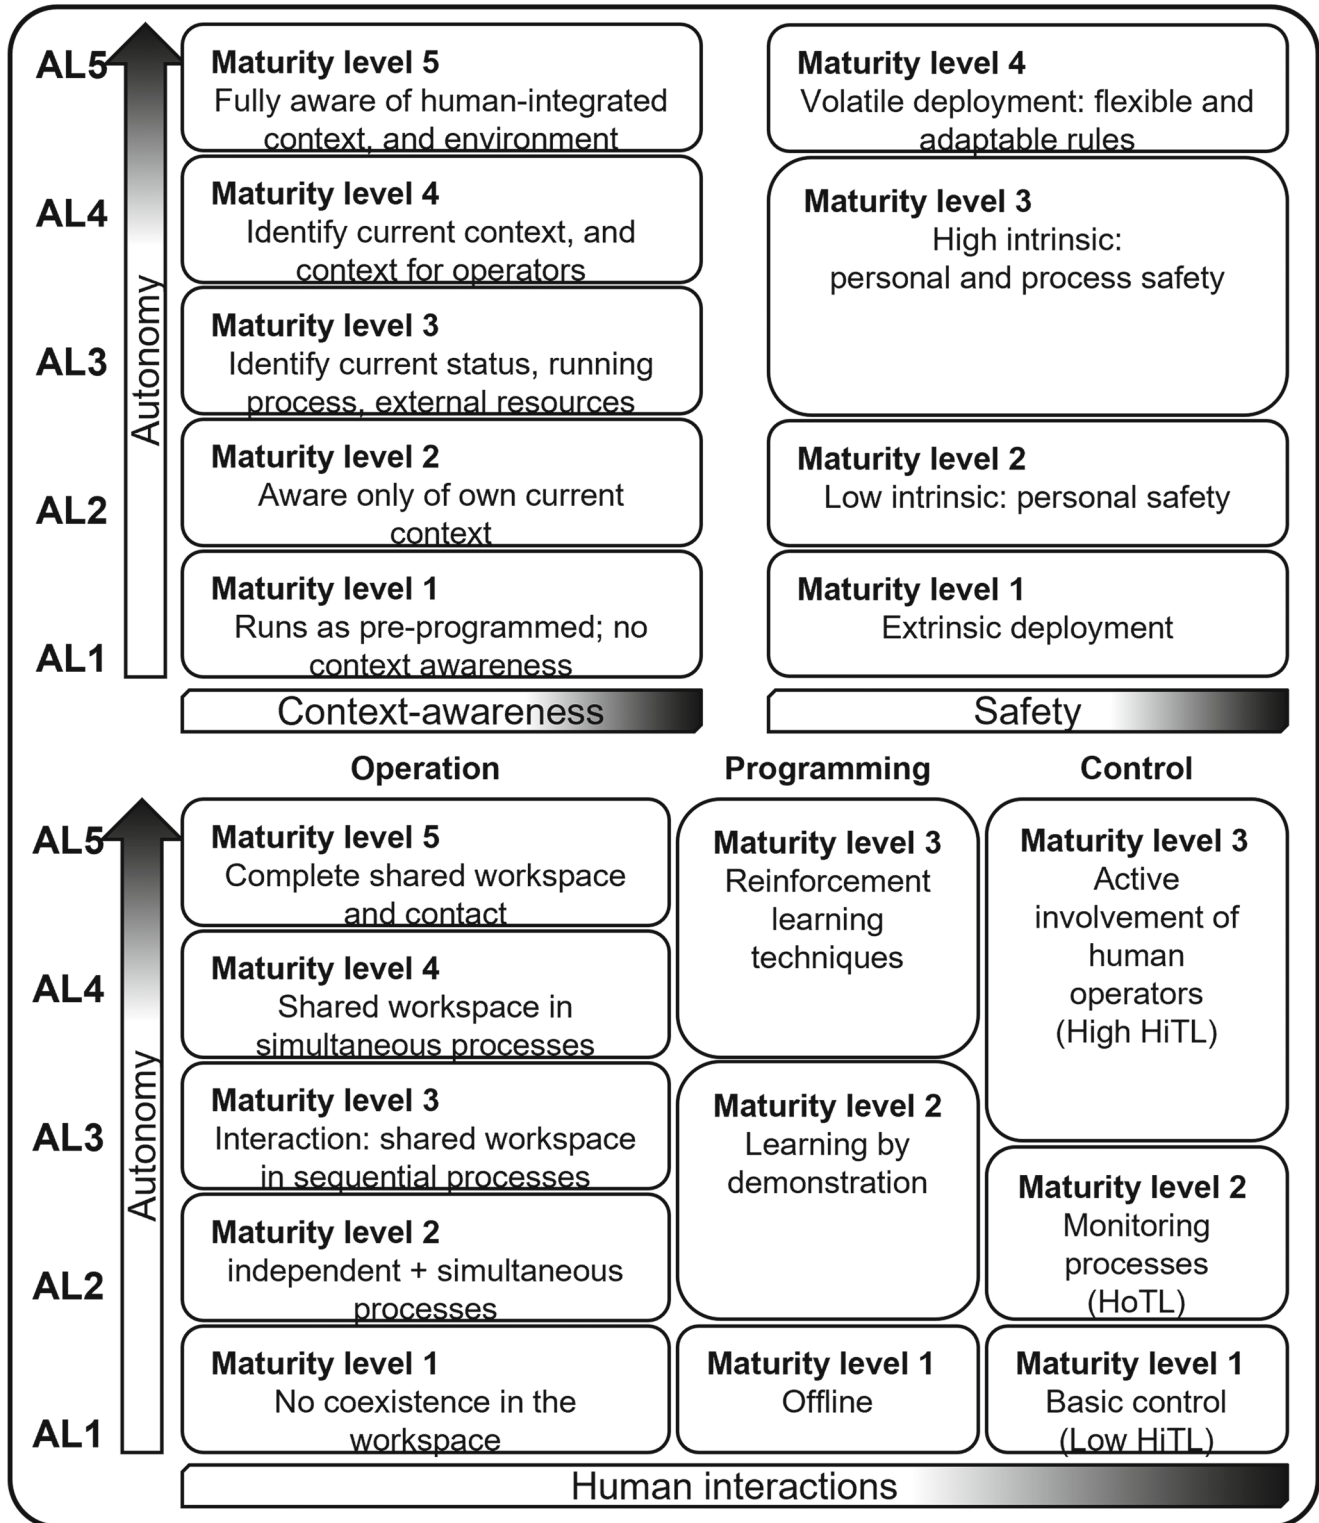 AL5
AL4
AL3
AL2
AL1
Autonomy
Maturity level 5
Fully aware of human-integrated
context, and environment
Maturity level 4
Identify current context, and
context for operators
Maturity level 3
Identify current status, running
process, external resources
Maturity level 2
Aware only of own current
context
Maturity level 1
Runs as pre-programmed; no
context awareness
Context-awareness
Maturity level 4
Volatile deployment: flexible and
adaptable rules
Maturity level 3
High intrinsic:
personal and process safety
Maturity level 2
Low intrinsic: personal safety
Maturity level 1
Extrinsic deployment
Safety
AL5
AL4
AL3
AL2
AL1
Autonomy
Operation
Maturity level 5
Complete shared workspace
and contact
Maturity level 4
Shared workspace in
simultaneous processes
Maturity level 3
Interaction: shared workspace
in sequential processes
Maturity level 2
independent + simultaneous
processes
Maturity level 1
No coexistence in the
workspace
Programming
Maturity level 3
Reinforcement
learning
techniques
Maturity level 2
Learning by
demonstration
Maturity level 1
Offline
Control
Maturity level 3
Active
involvement of
human
operators
(High HiTL)
Maturity level 2
Monitoring
processes
(HoTL)
Maturity level 1
Basic control
(Low HiTL)
Human interactions